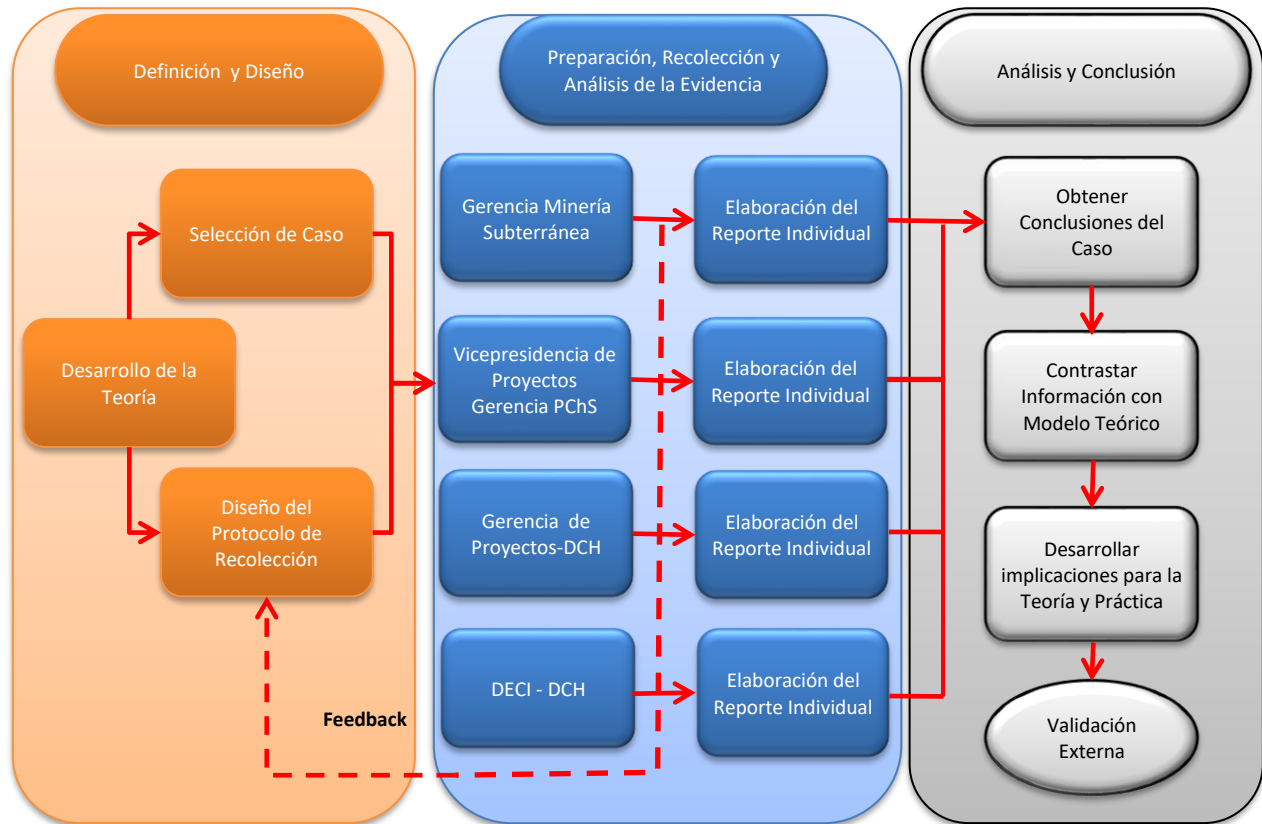 Definición y Diseño
Desarrollo de la
Teoría
Selección de Caso
Diseño del
Protocolo de
Recolección
Feedback
Preparación, Recolección y
Análisis de la Evidencia
Gerencia Minería
Subterránea
Elaboración del
Reporte Individual
Vicepresidencia de
Proyectos
Gerencia PChS
Elaboración del
Reporte Individual
Gerencia de
Proyectos-DCH
Elaboración del
Reporte Individual
DECI - DCH
Elaboración del
Reporte Individual
Análisis y Conclusión
Obtener
Conclusiones del
Caso
Contrastar
Información con
Modelo Teórico
Desarrollar
implicaciones para la
Teoría y Práctica
Validación
Externa